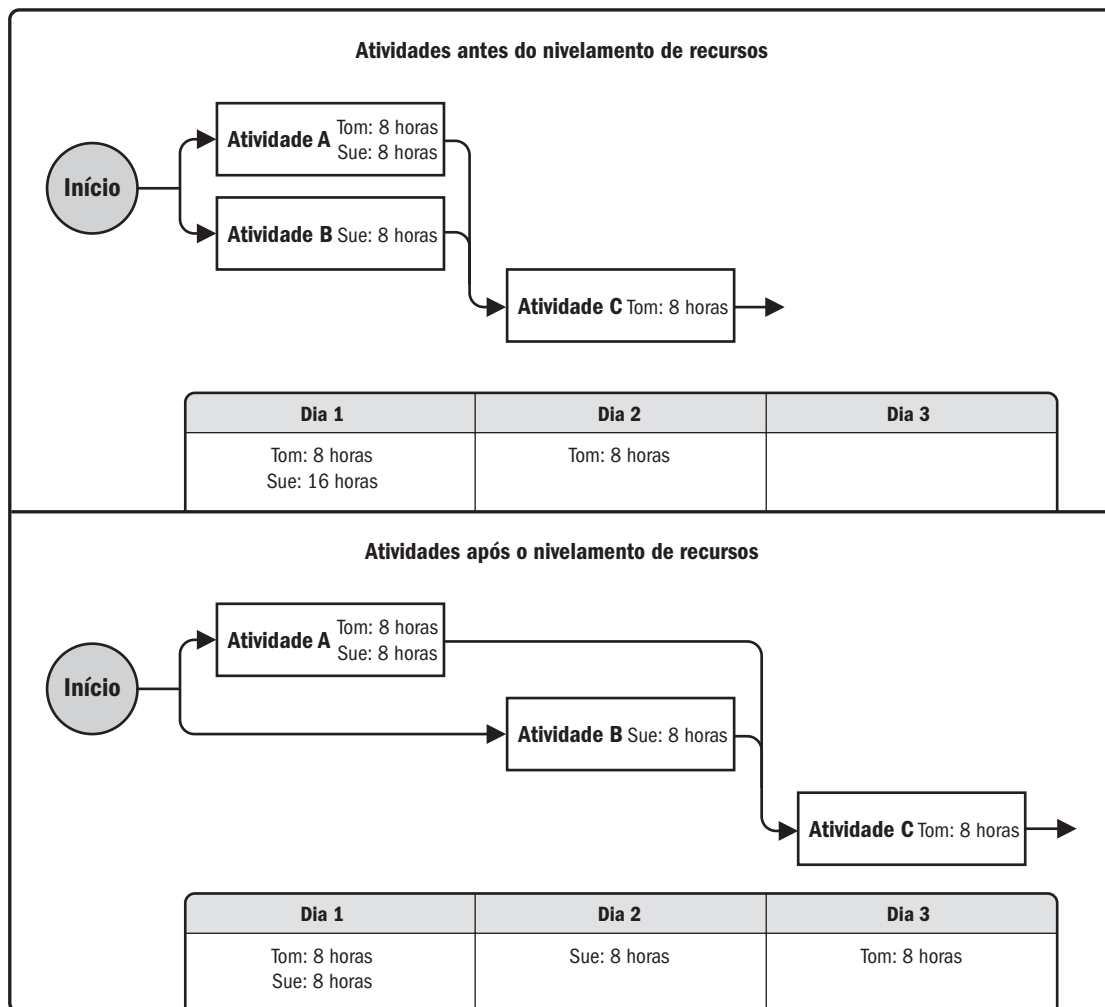 Atividades antes do nivelamento de recursos
Início
Atividade A Tom: 8 horas
Sue: 8 horas
Atividade B Sue: 8 horas
Atividade C Tom: 8 horas
Dia 1 Dia 2 Dia 3
Tom: 8 horas Tom: 8 horas
Sue: 16 horas
Atividades após o nivelamento de recursos
Início
Atividade A Tom: 8 horas
Sue: 8 horas
Atividade B Sue: 8 horas
Atividade C Tom: 8 horas
Dia 1 Dia 2 Dia 3
Tom: 8 horas Sue: 8 horas Tom: 8 horas
Sue: 8 horas